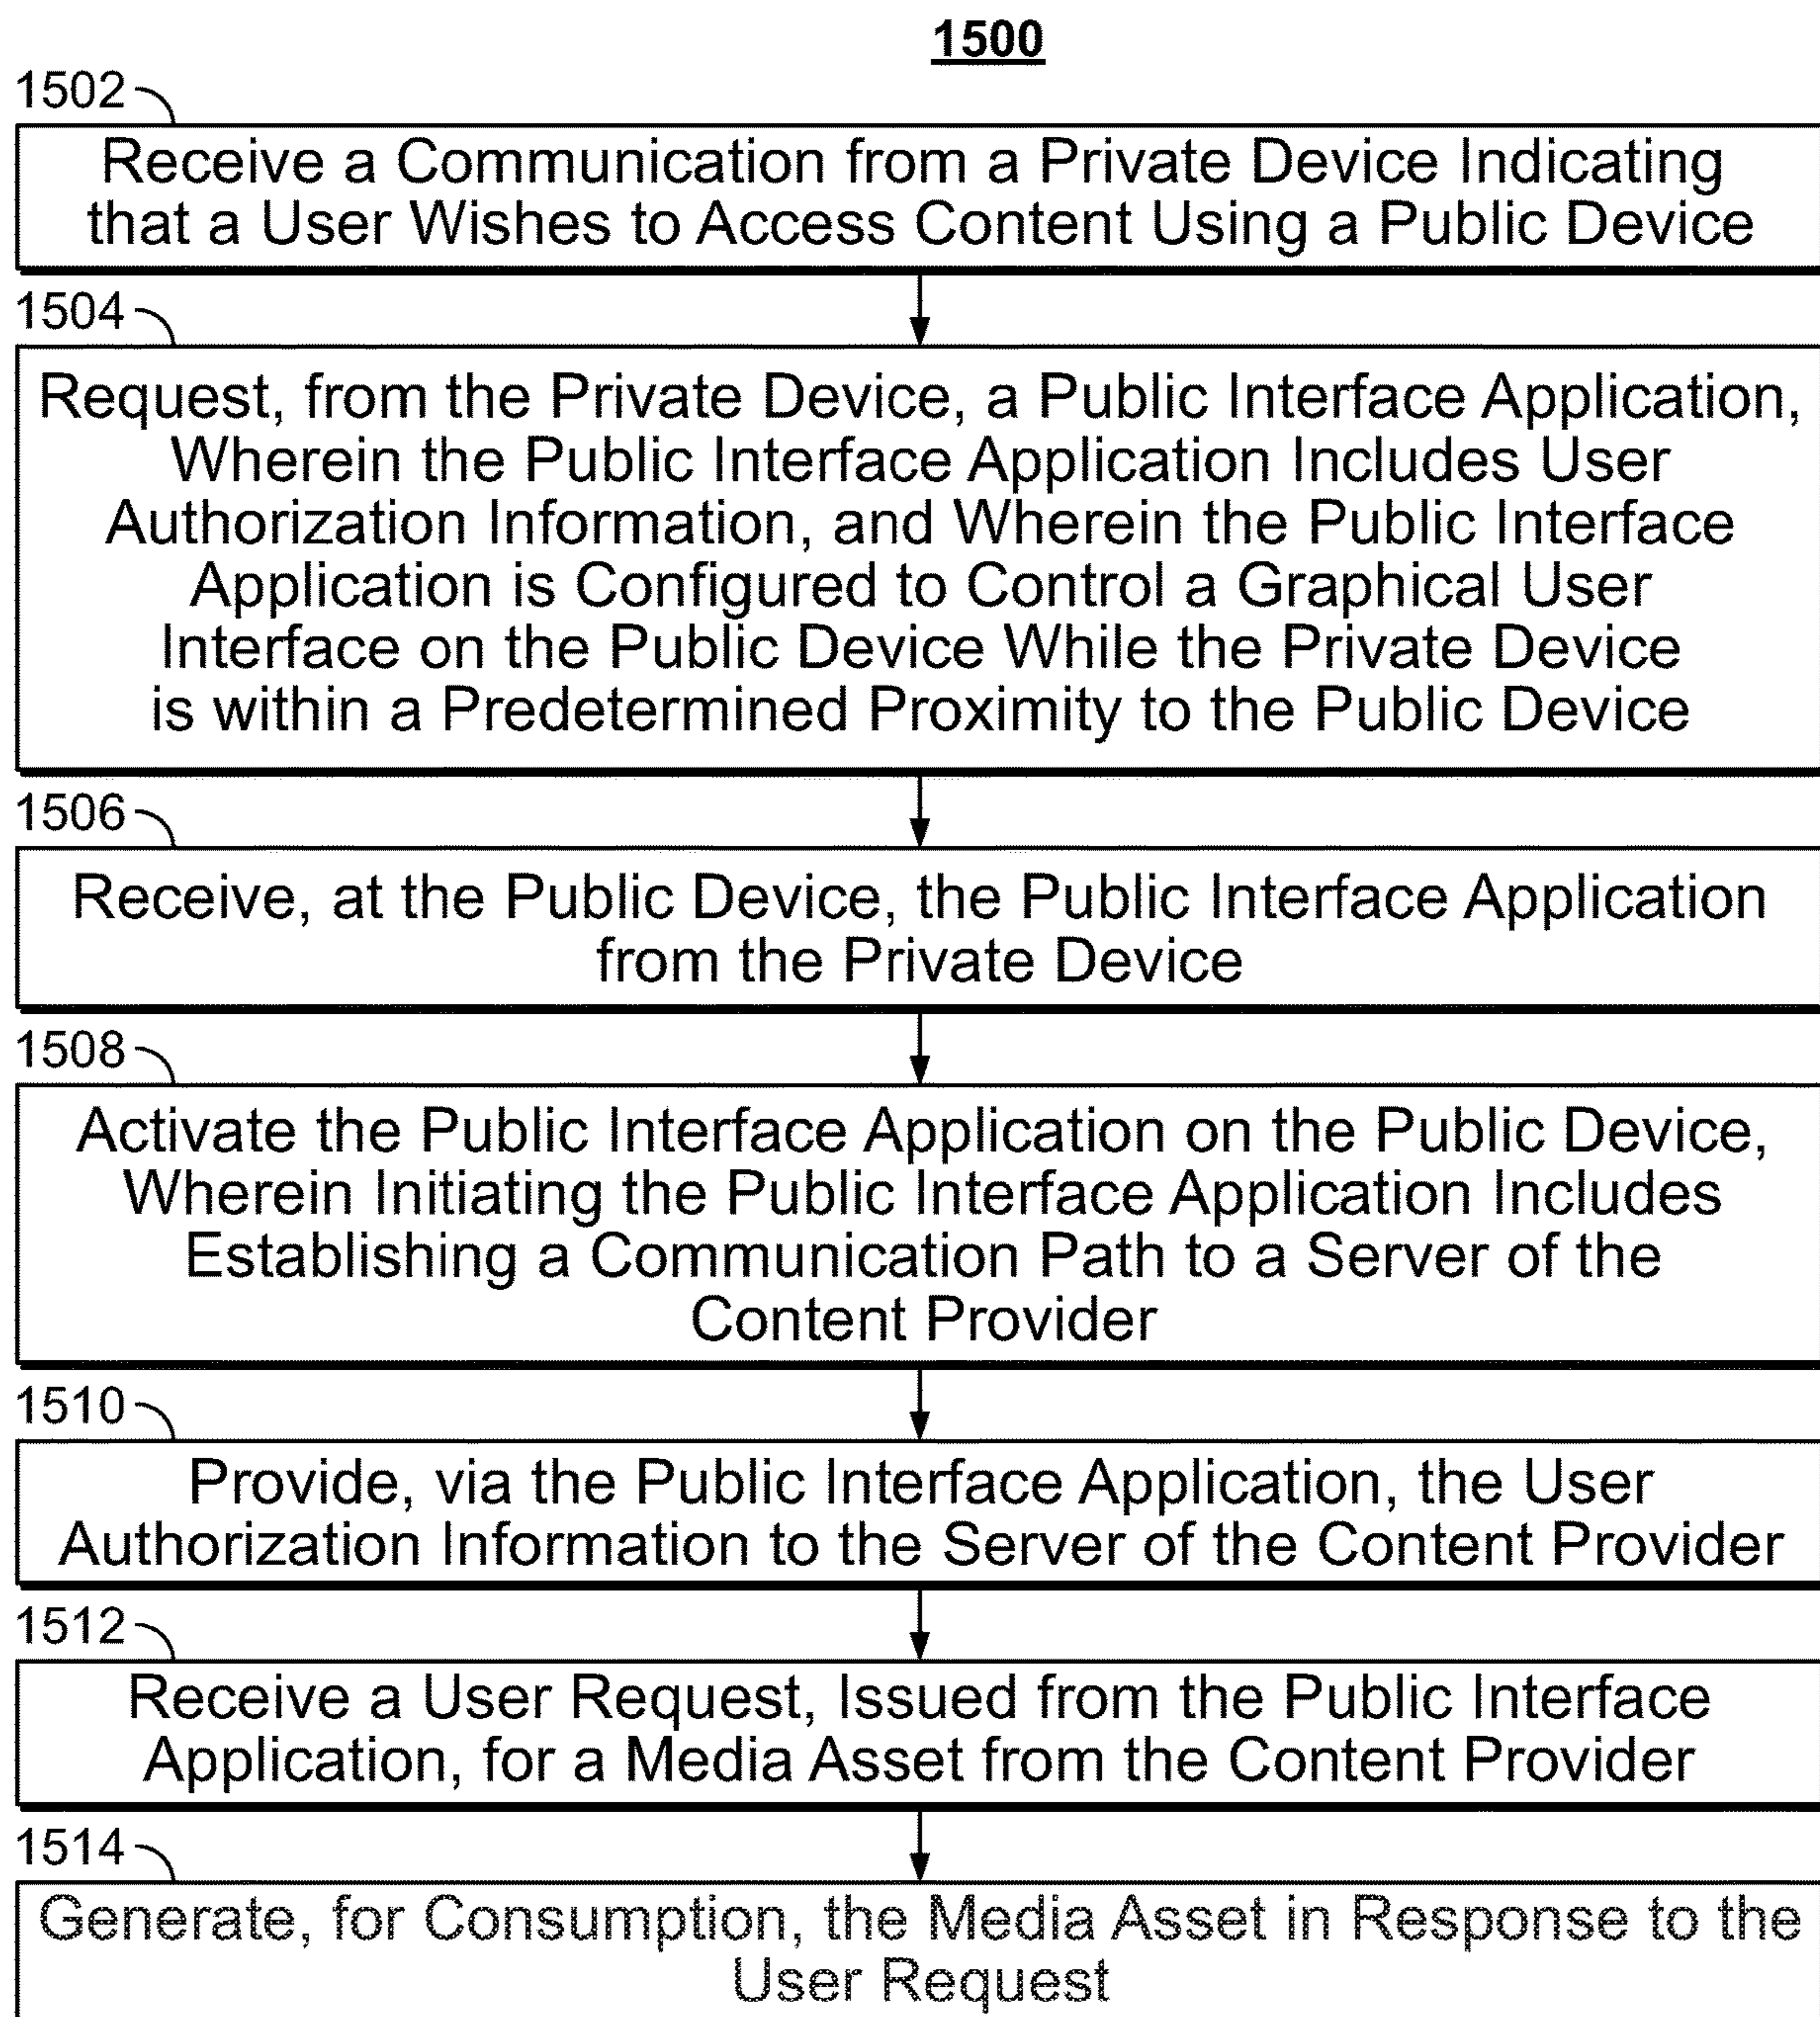 1500
1502
Receive a Communication from a Private Device Indicating
that a User Wishes to Access Content Using a Public Device
1504
Request, from the Private Device, a Public Interface Application,
Wherein the Public Interface Application Includes User
Authorization Information, and Wherein the Public Interface
Application is Configured to Control a Graphical User
Interface on the Public Device While the Private Device
is within a Predetermined Proximity to the Public Device
1506
Receive, at the Public Device, the Public Interface Application
from the Private Device
1508
Activate the Public Interface Application on the Public Device,
Wherein Initiating the Public Interface Application Includes
Establishing a Communication Path to a Server of the
Content Provider
1510
Provide, via the Public Interface Application, the User
Authorization Information to the Server of the Content Provider
1512
Receive a User Request, Issued from the Public Interface
Application, for a Media Asset from the Content Provider
1514
Generate, for Consumption, the Media Asset in Response to the
User Request